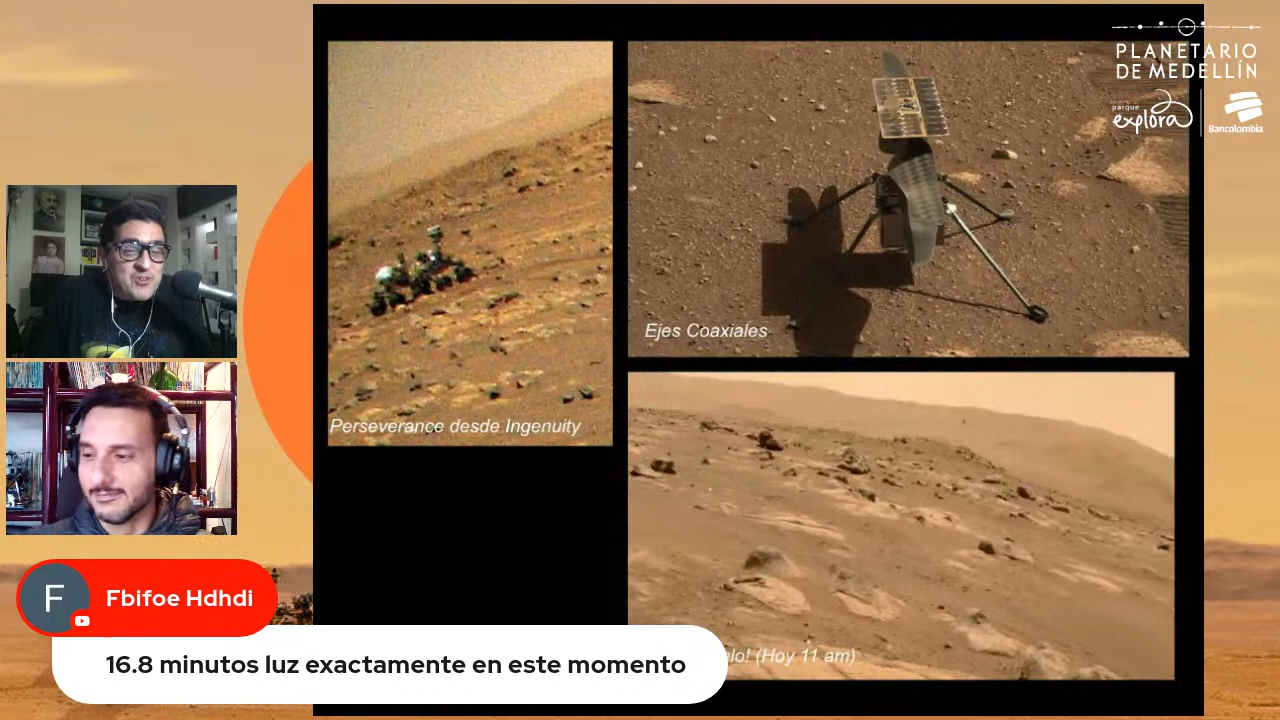 PLANETARIO
DE MEDELLÍN
parque
explora
Bancolombia
Ejes Coaxiales
Perseverance desde Ingenuity
lo! (Hoy 11 am)
F
Fbifoe Hdhdi
16.8 minutos luz exactamente en este momento